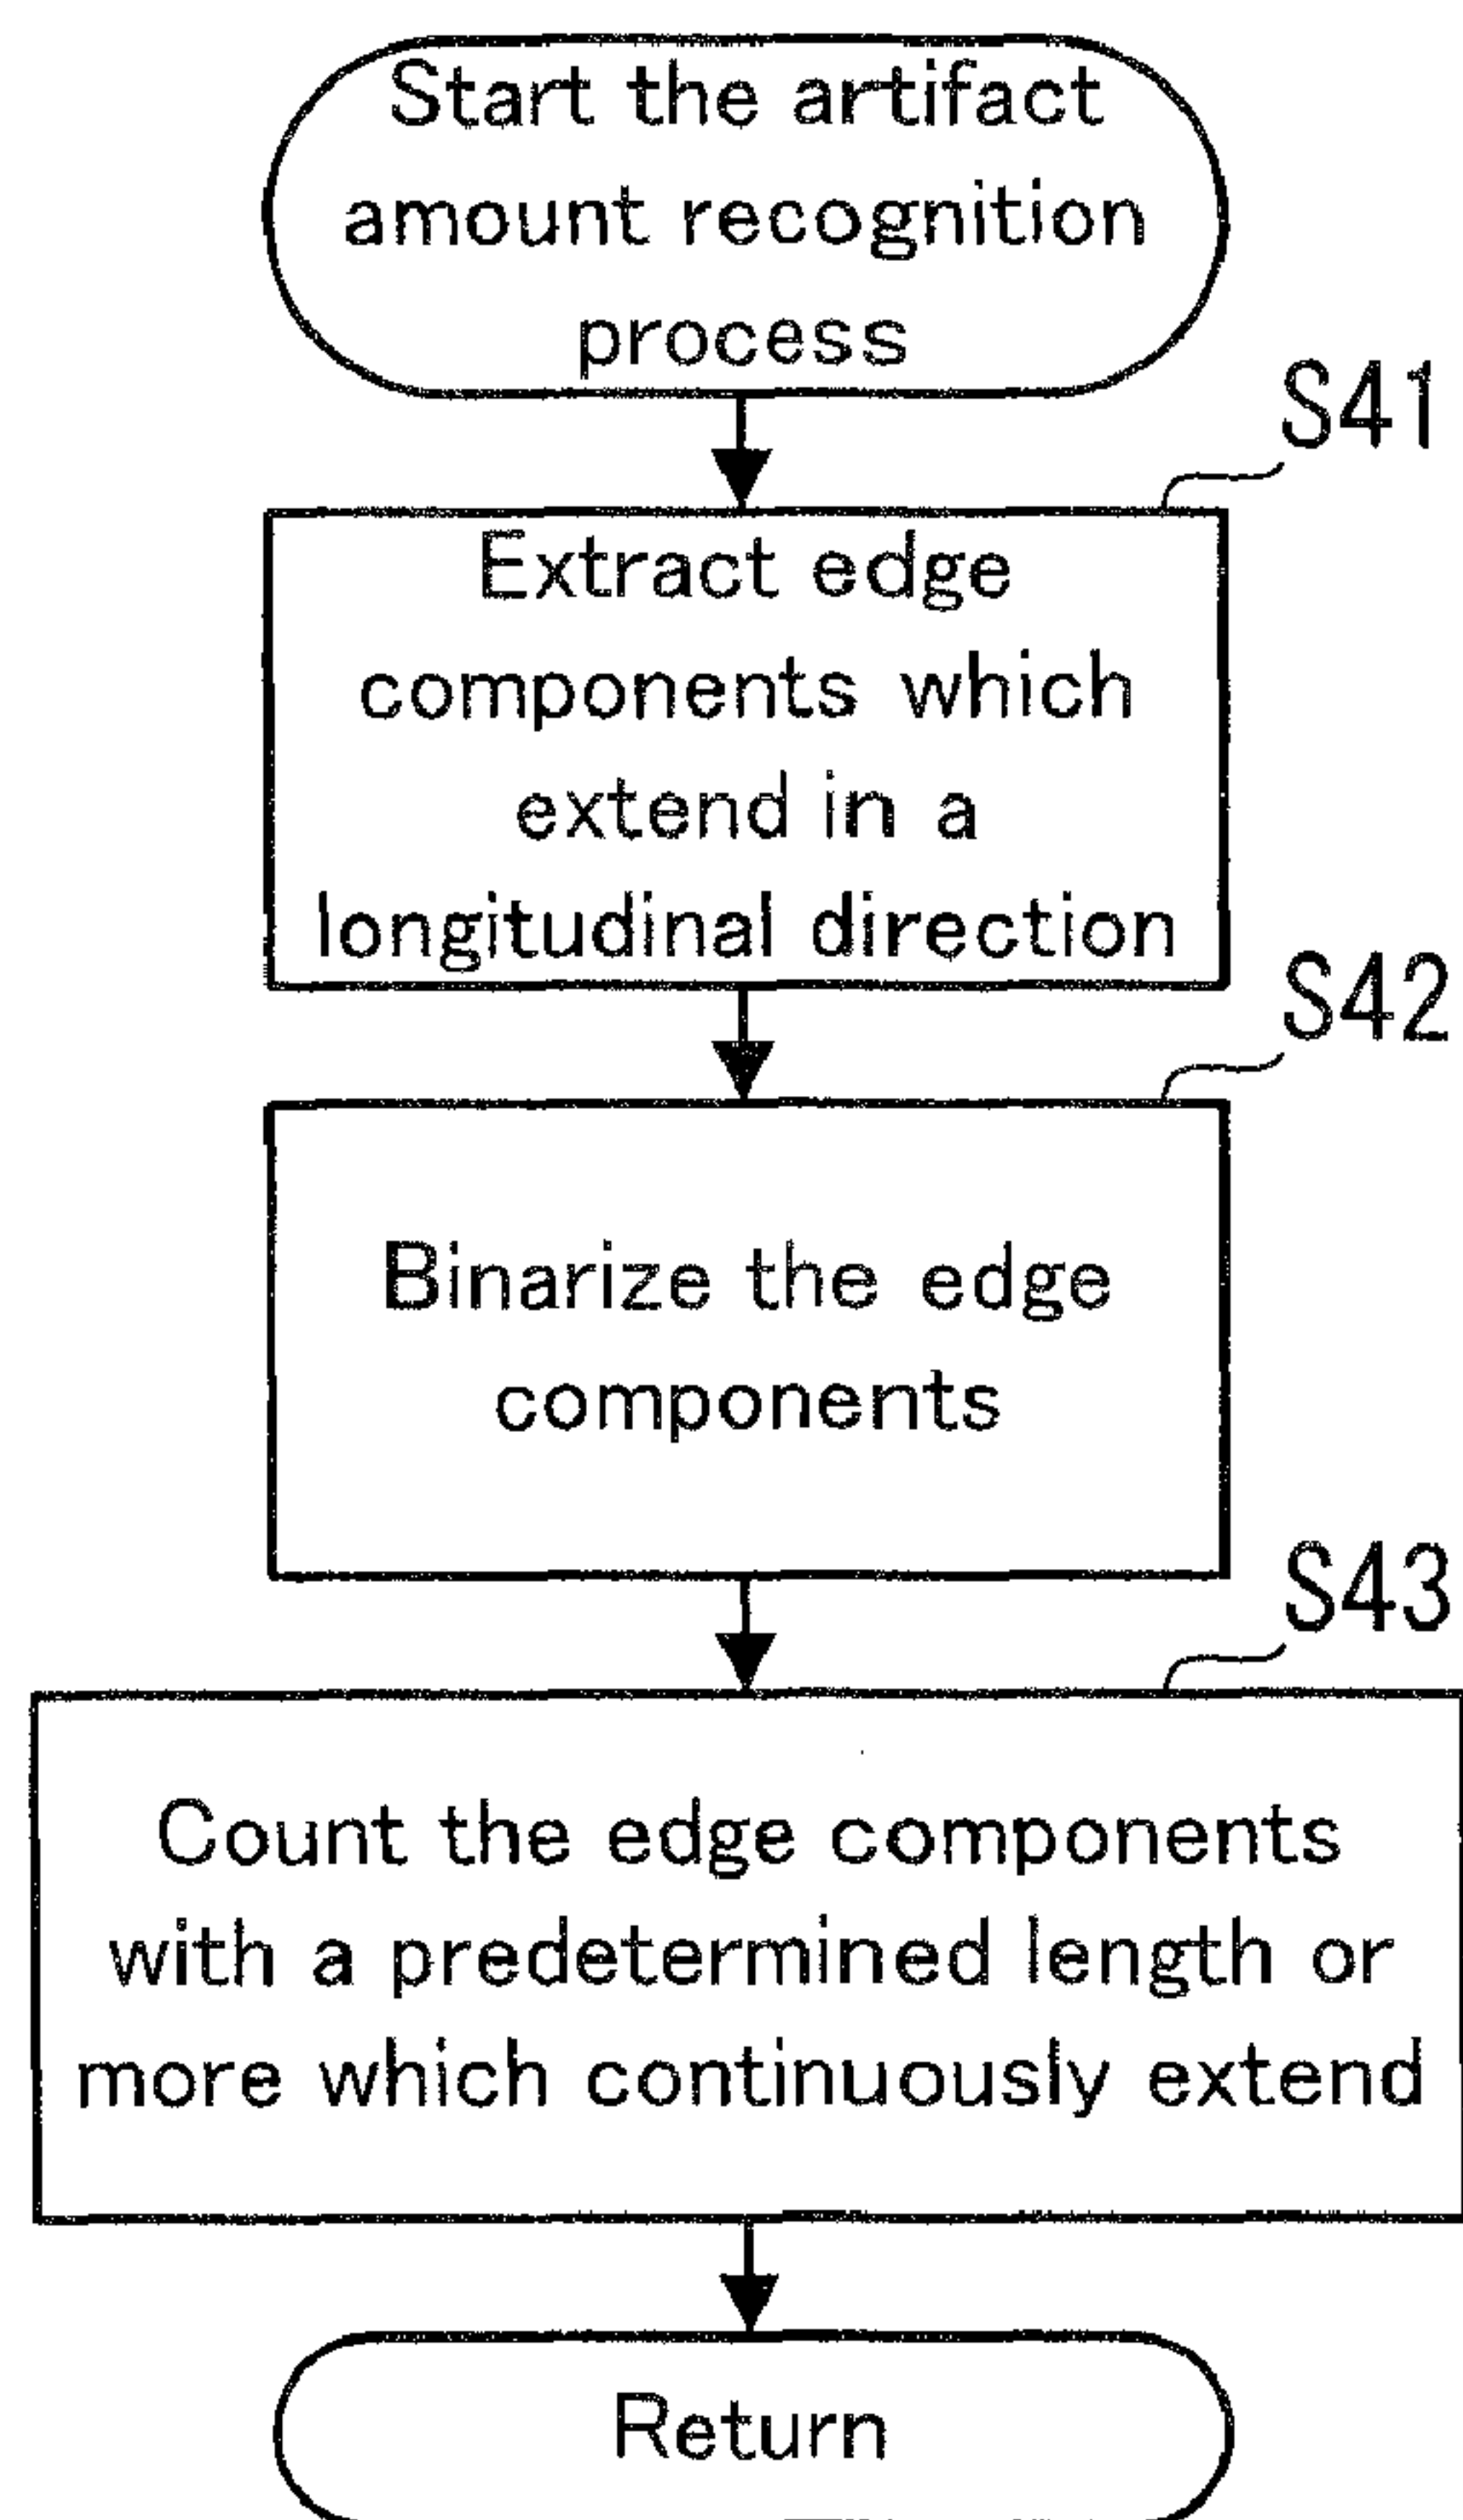 Start the artifact
amount recognition
process
S41
Extract edge
components which
extend in a
longitudinal direction
S42
Binarize the edge
components
S43
Count the edge components
with a predetermined length or
more which continuously extend
Return